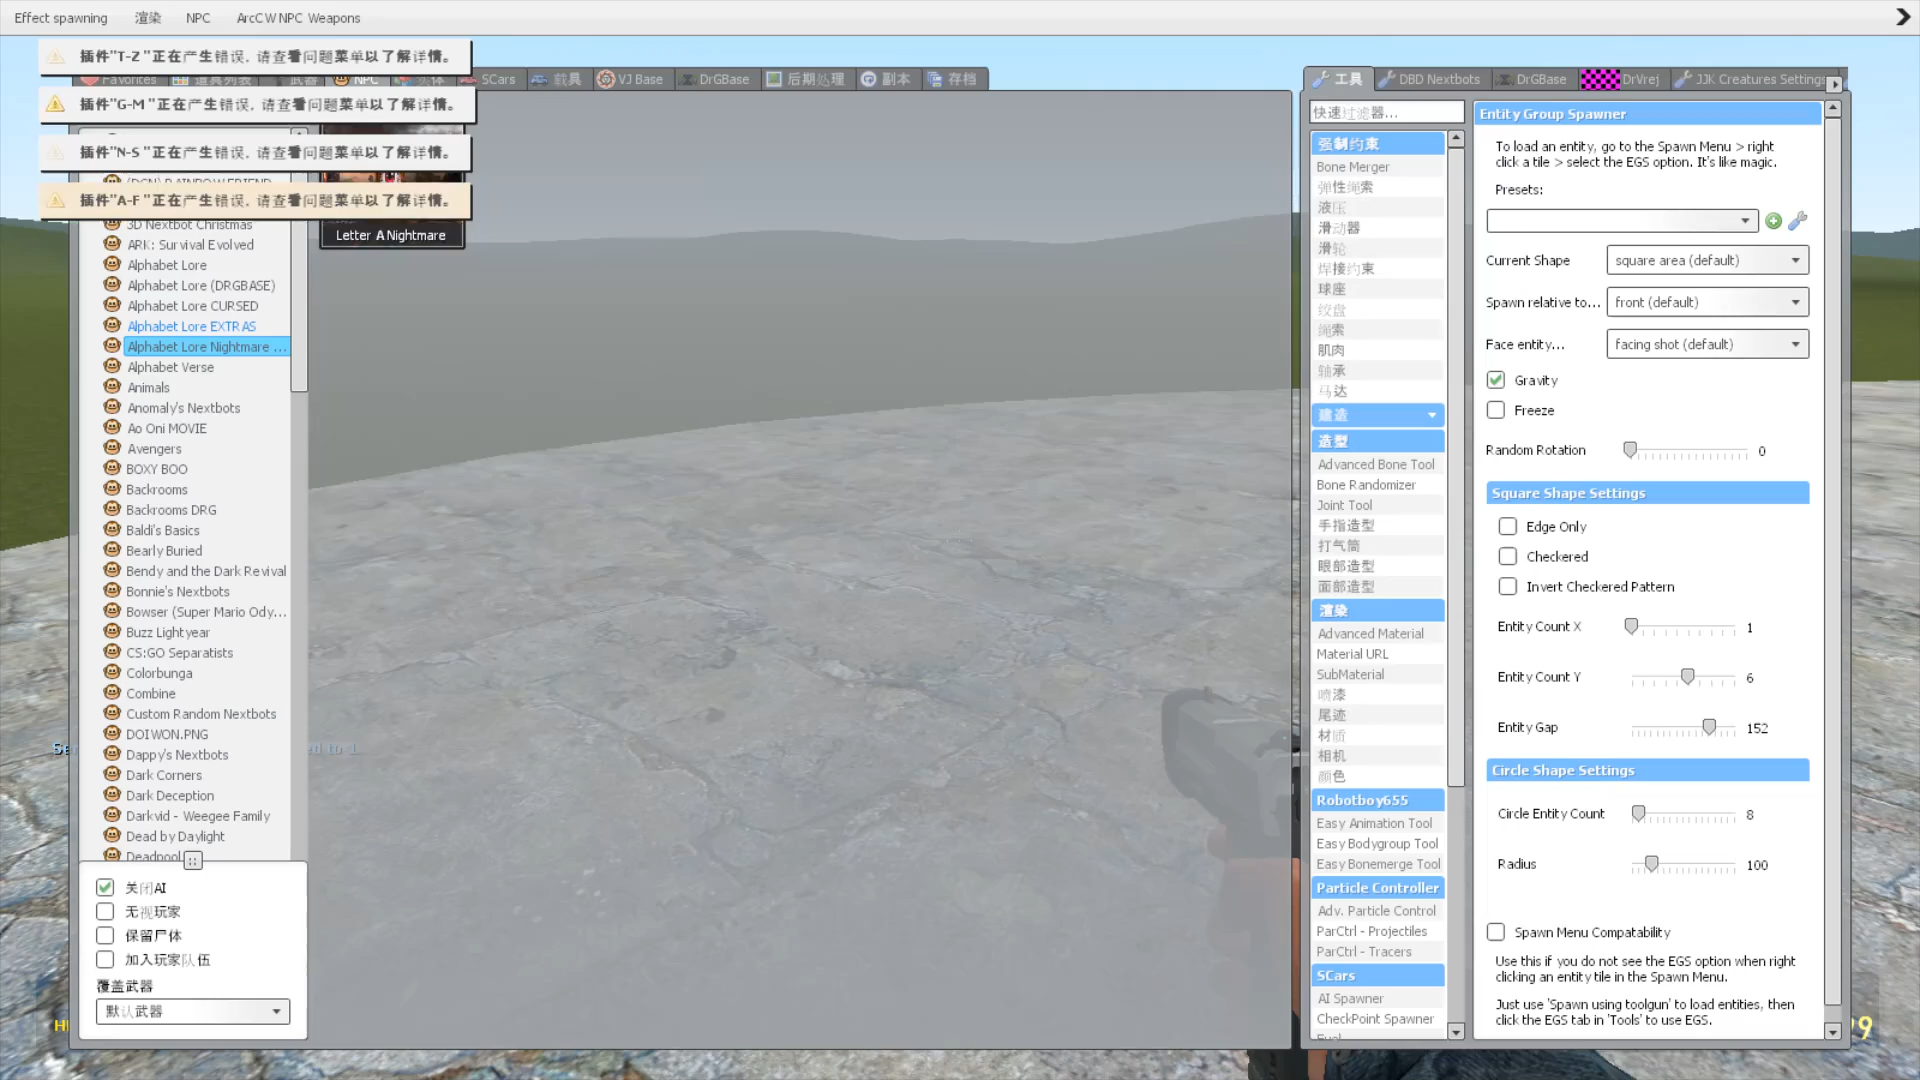 Effect spawning 渲染 NPC ArcCW NPC Weapons
插件"T-Z "正在产生错误, 请查看问题菜单以了解详情。
插件"G-M "正在产生错误, 请查看问题菜单以了解详情。
插件"N-S "正在产生错误, 请查看问题菜单以了解详情。
插件"A-F "正在产生错误, 请查看问题菜单以了解详情。
Favorites 道具列表 武器 NPC SCars 载具 VJ Base DrGBase 后期处理 副本 存档
3D Nextbot Christmas
ARK: Survival Evolved
Alphabet Lore
Alphabet Lore (DRGBASE)
Alphabet Lore CURSED
Alphabet Lore EXTRAS
Alphabet Lore Nightmare ...
Alphabet Verse
Animals
Anomaly's Nextbots
Ao Oni MOVIE
Avengers
BOXY BOO
Backrooms
Backrooms DRG
Baldi's Basics
Bearly Buried
Bendy and the Dark Revival
Bonnie's Nextbots
Bowser (Super Mario Ody...
Buzz Lightyear
CS:GO Separatists
Colorbunga
Combine
Custom Random Nextbots
DOIWON.PNG
Dappy's Nextbots
Dark Corners
Dark Deception
Darkvid - Weegee Family
Dead by Daylight
Deadpool
关闭AI
无视玩家
保留尸体
加入玩家队伍
覆盖武器
默认武器
Letter A Nightmare
工具 DBD Nextbots DrGBase DrVrej JJK Creatures Settings
快速过滤器...
强制约束
Bone Merger
弹性绳索
液压
滑动器
滑轮
焊接约束
球座
绞盘
绳索
肌肉
轴承
马达
建造
造型
Advanced Bone Tool
Bone Randomizer
Joint Tool
手指造型
打气筒
眼部造型
面部造型
渲染
Advanced Material
Material URL
SubMaterial
喷漆
尾迹
材质
相机
颜色
Robotboy655
Easy Animation Tool
Easy Bodygroup Tool
Easy Bonemerge Tool
Particle Controller
Adv. Particle Control
ParCtrl - Projectiles
ParCtrl - Tracers
SCars
AI Spawner
CheckPoint Spawner
Entity Group Spawner
To load an entity, go to the Spawn Menu > right
click a tile > select the EGS option. It's like magic.
Presets:
Current Shape square area (default)
Spawn relative to... front (default)
Face entity... facing shot (default)
Gravity
Freeze
Random Rotation 0
Square Shape Settings
Edge Only
Checkered
Invert Checkered Pattern
Entity Count X 1
Entity Count Y 6
Entity Gap 152
Circle Shape Settings
Circle Entity Count 8
Radius 100
Spawn Menu Compatability
Use this if you do not see the EGS option when right
clicking an entity tile in the Spawn Menu.
Just use 'Spawn using toolgun' to load entities, then
click the EGS tab in 'Tools' to use EGS.